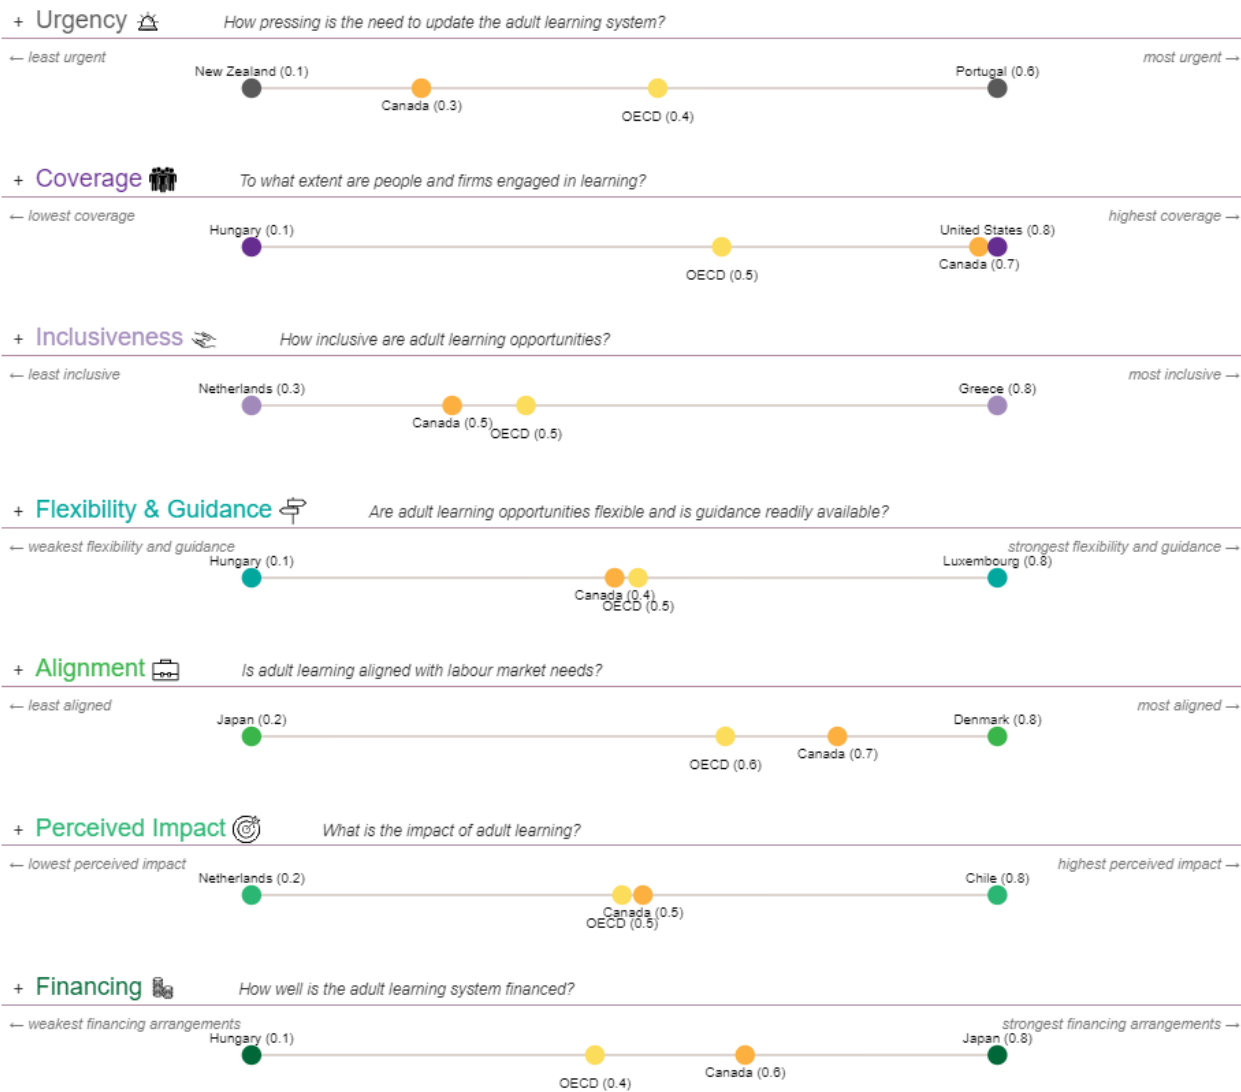 + Urgency How pressing is the need to update the adult learning system?
← least urgent most urgent →
New Zealand (0.1) Portugal (0.6)
Canada (0.3)
OECD (0.4)
+ Coverage To what extent are people and firms engaged in learning?
← lowest coverage highest coverage →
Hungary (0.1) United States (0.8)
Canada (0.7)
OECD (0.5)
+ Inclusiveness How inclusive are adult learning opportunities?
← least inclusive most inclusive →
Netherlands (0.3) Greece (0.8)
Canada (0.5)
OECD (0.5)
+ Flexibility & Guidance Are adult learning opportunities flexible and is guidance readily available?
← weakest flexibility and guidance strongest flexibility and guidance →
Hungary (0.1) Luxembourg (0.8)
Canada (0.4)
OECD (0.5)
+ Alignment Is adult learning aligned with labour market needs?
← least aligned most aligned →
Japan (0.2) Denmark (0.8)
Canada (0.7)
OECD (0.6)
+ Perceived Impact What is the impact of adult learning?
← lowest perceived impact highest perceived impact →
Netherlands (0.2) Chile (0.8)
Canada (0.5)
OECD (0.5)
+ Financing How well is the adult learning system financed?
← weakest financing arrangements strongest financing arrangements →
Hungary (0.1) Japan (0.8)
Canada (0.6)
OECD (0.4)